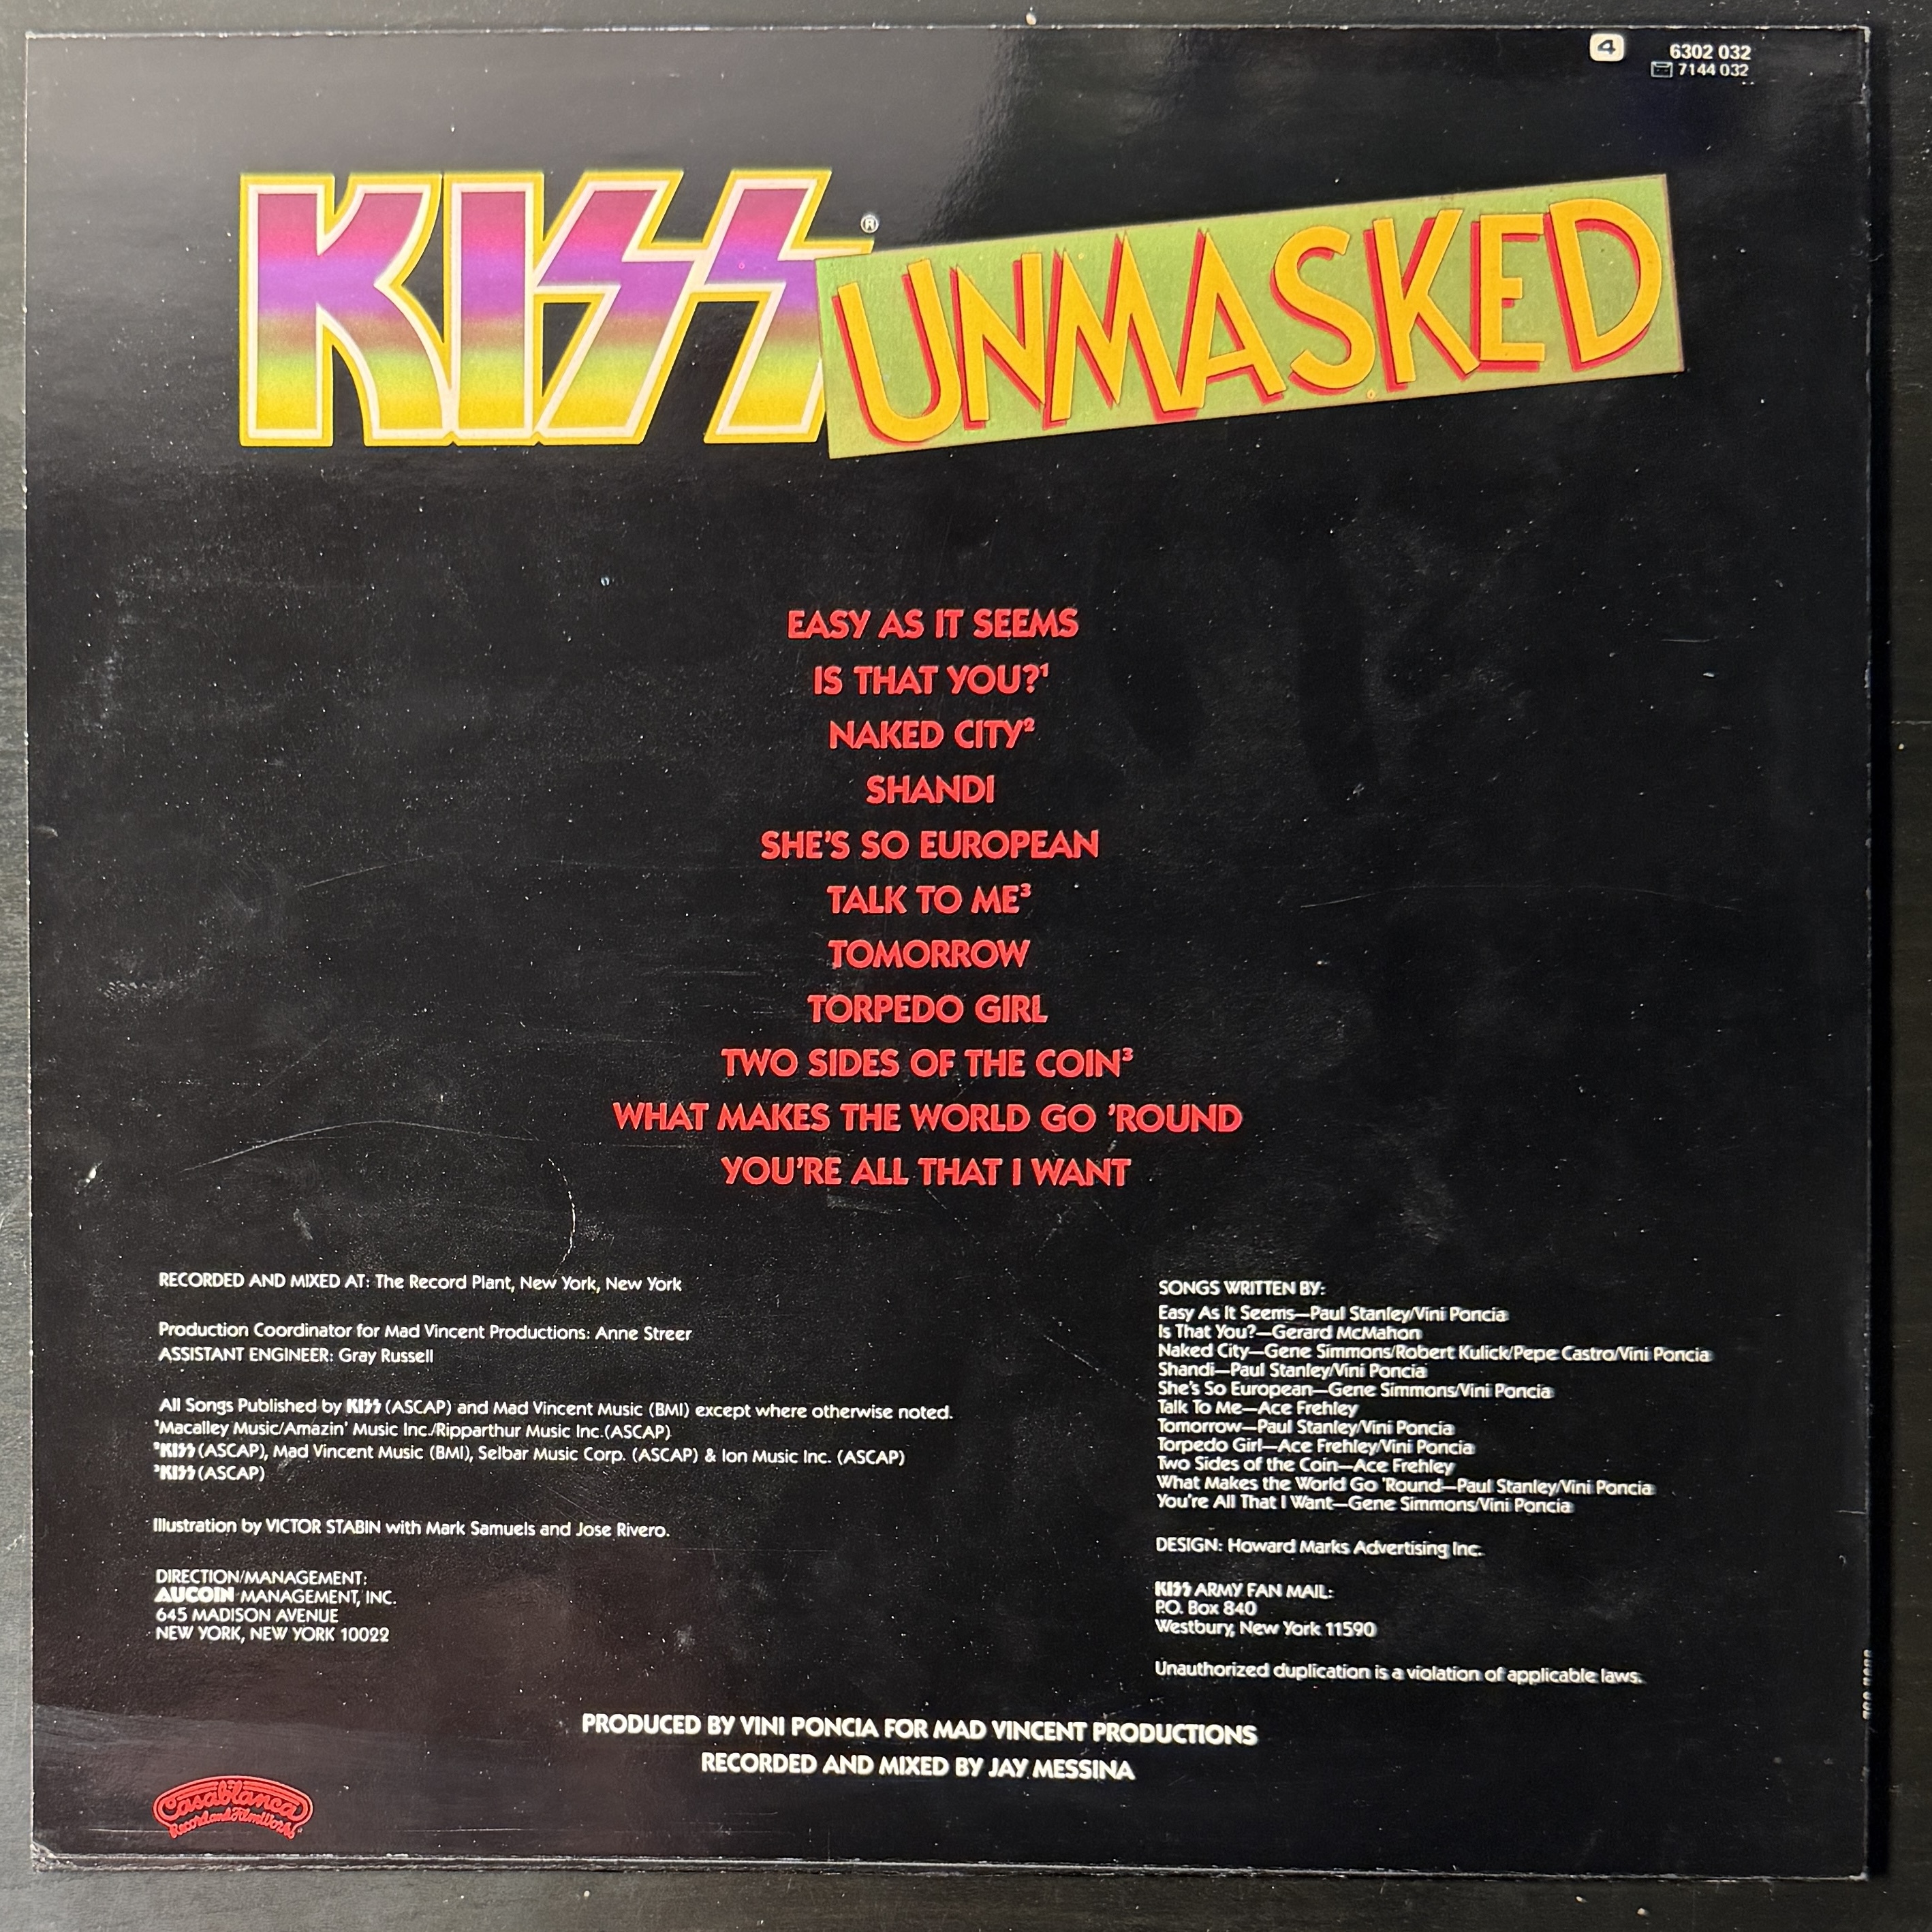 4 6302 032
7144 032
KISS® UNMASKED
EASY AS IT SEEMS
IS THAT YOU?¹
NAKED CITY²
SHANDI
SHE'S SO EUROPEAN
TALK TO ME³
TOMORROW
TORPEDO GIRL
TWO SIDES OF THE COIN³
WHAT MAKES THE WORLD GO 'ROUND
YOU'RE ALL THAT I WANT
RECORDED AND MIXED AT: The Record Plant, New York, New York
Production Coordinator for Mad Vincent Productions: Anne Streer
ASSISTANT ENGINEER: Gray Russell
All Songs Published by KISS (ASCAP) and Mad Vincent Music (BMI) except where otherwise noted.
¹Macalley Music/Amazin' Music Inc./Ripparthur Music Inc.(ASCAP)
²KISS (ASCAP), Mad Vincent Music (BMI), Selbar Music Corp. (ASCAP) & Ion Music Inc. (ASCAP)
³KISS (ASCAP)
Illustration by VICTOR STABIN with Mark Samuels and Jose Rivero.
DIRECTION/MANAGEMENT:
AUCOIN MANAGEMENT, INC.
645 MADISON AVENUE
NEW YORK, NEW YORK 10022
SONGS WRITTEN BY:
Easy As It Seems—Paul Stanley/Vini Poncia
Is That You?—Gerard McMahon
Naked City—Gene Simmons/Robert Kulick/Pepe Castro/Vini Poncia
Shandi—Paul Stanley/Vini Poncia
She's So European—Gene Simmons/Vini Poncia
Talk To Me—Ace Frehley
Tomorrow—Paul Stanley/Vini Poncia
Torpedo Girl—Ace Frehley/Vini Poncia
Two Sides of the Coin—Ace Frehley
What Makes the World Go 'Round—Paul Stanley/Vini Poncia
You're All That I Want—Gene Simmons/Vini Poncia
DESIGN: Howard Marks Advertising Inc.
KISS ARMY FAN MAIL:
P.O. Box 840
Westbury, New York 11590
Unauthorized duplication is a violation of applicable laws.
PRODUCED BY VINI PONCIA FOR MAD VINCENT PRODUCTIONS
RECORDED AND MIXED BY JAY MESSINA
Casablanca
Record and FilmWorks